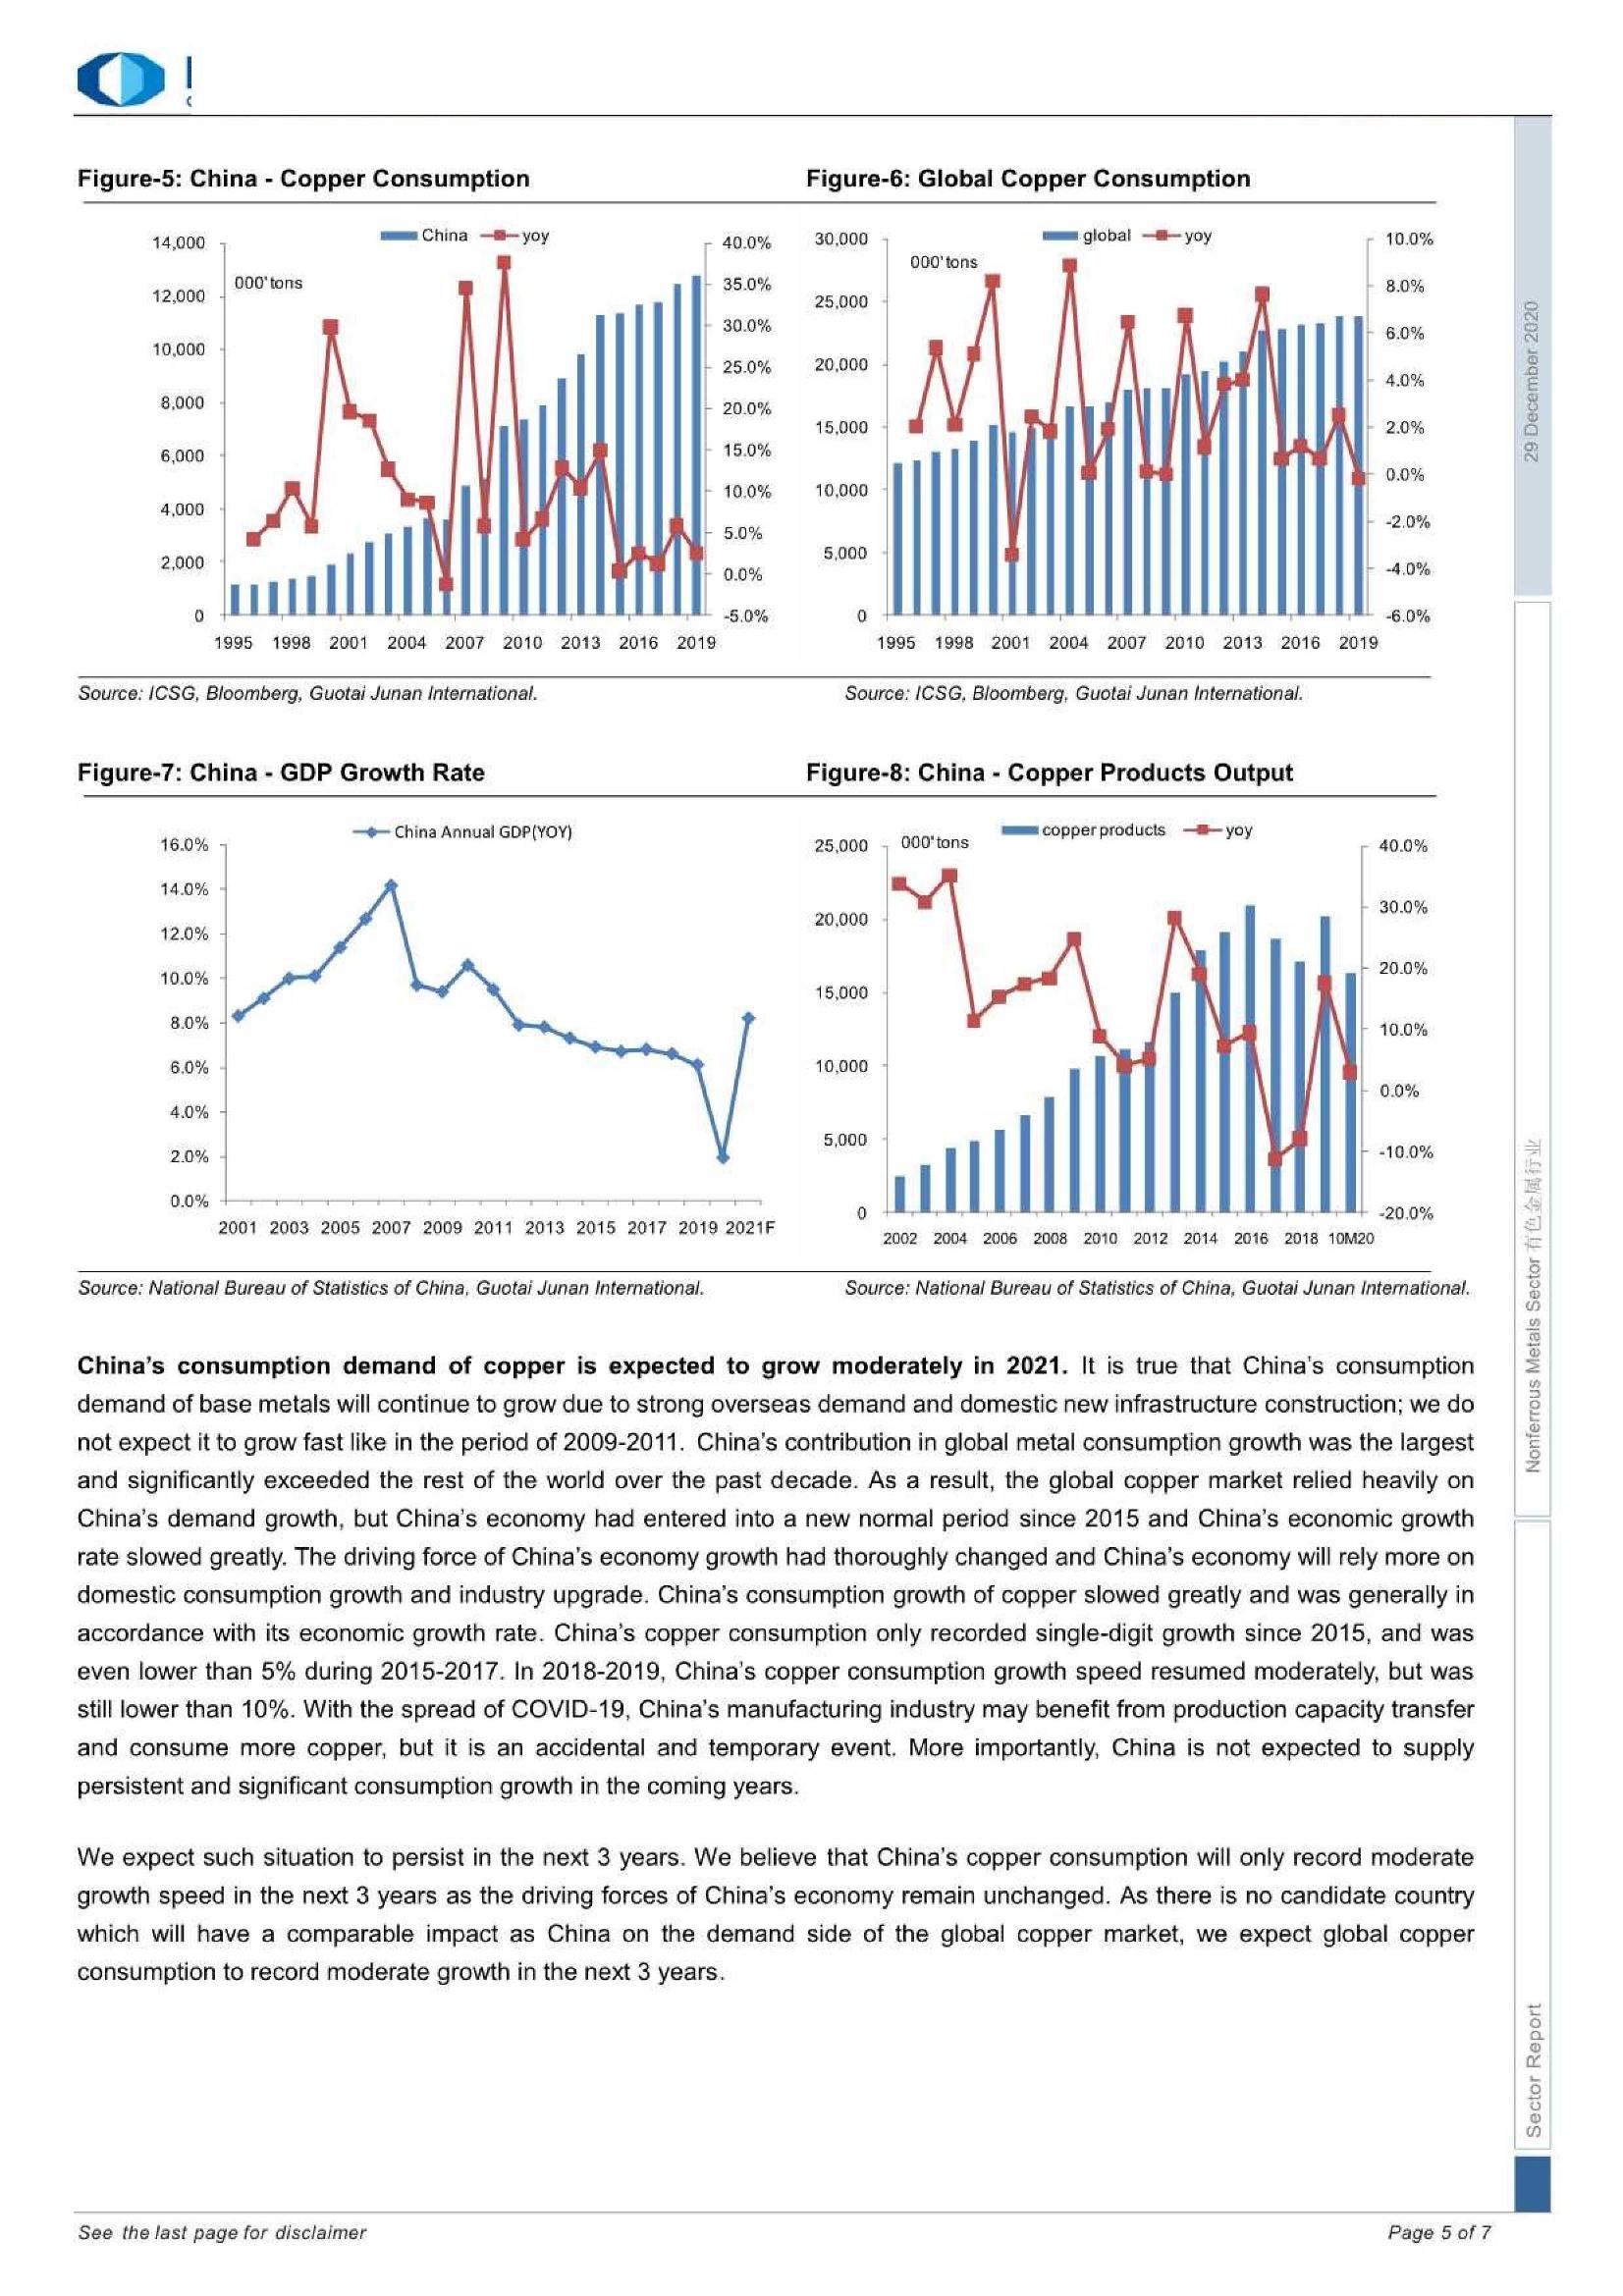 Figure-5: China - Copper Consumption
China yoy
000' tons
14,000
12,000
10,000
8,000
6,000
4,000
2,000
0
40.0%
35.0%
30.0%
25.0%
20.0%
15.0%
10.0%
5.0%
0.0%
-5.0%
1995 1998 2001 2004 2007 2010 2013 2016 2019
Source: ICSG, Bloomberg, Guotai Junan International.
Figure-6: Global Copper Consumption
global yoy
000' tons
30,000
25,000
20,000
15,000
10,000
5,000
0
10.0%
8.0%
6.0%
4.0%
2.0%
0.0%
-2.0%
-4.0%
-6.0%
1995 1998 2001 2004 2007 2010 2013 2016 2019
Source: ICSG, Bloomberg, Guotai Junan International.
Figure-7: China - GDP Growth Rate
China Annual GDP(YOY)
16.0%
14.0%
12.0%
10.0%
8.0%
6.0%
4.0%
2.0%
0.0%
2001 2003 2005 2007 2009 2011 2013 2015 2017 2019 2021F
Source: National Bureau of Statistics of China, Guotai Junan International.
Figure-8: China - Copper Products Output
copper products yoy
000' tons
25,000
20,000
15,000
10,000
5,000
0
40.0%
30.0%
20.0%
10.0%
0.0%
-10.0%
-20.0%
2002 2004 2006 2008 2010 2012 2014 2016 2018 10M20
Source: National Bureau of Statistics of China, Guotai Junan International.
China's consumption demand of copper is expected to grow moderately in 2021. It is true that China's consumption
demand of base metals will continue to grow due to strong overseas demand and domestic new infrastructure construction; we do
not expect it to grow fast like in the period of 2009-2011. China's contribution in global metal consumption growth was the largest
and significantly exceeded the rest of the world over the past decade. As a result, the global copper market relied heavily on
China's demand growth, but China's economy had entered into a new normal period since 2015 and China's economic growth
rate slowed greatly. The driving force of China's economy growth had thoroughly changed and China's economy will rely more on
domestic consumption growth and industry upgrade. China's consumption growth of copper slowed greatly and was generally in
accordance with its economic growth rate. China's copper consumption only recorded single-digit growth since 2015, and was
even lower than 5% during 2015-2017. In 2018-2019, China's copper consumption growth speed resumed moderately, but was
still lower than 10%. With the spread of COVID-19, China's manufacturing industry may benefit from production capacity transfer
and consume more copper, but it is an accidental and temporary event. More importantly, China is not expected to supply
persistent and significant consumption growth in the coming years.
We expect such situation to persist in the next 3 years. We believe that China's copper consumption will only record moderate
growth speed in the next 3 years as the driving forces of China's economy remain unchanged. As there is no candidate country
which will have a comparable impact as China on the demand side of the global copper market, we expect global copper
consumption to record moderate growth in the next 3 years.
29 December 2020
Nonferrous Metals Sector 有色金属行业
Sector Report
See the last page for disclaimer
Page 5 of 7